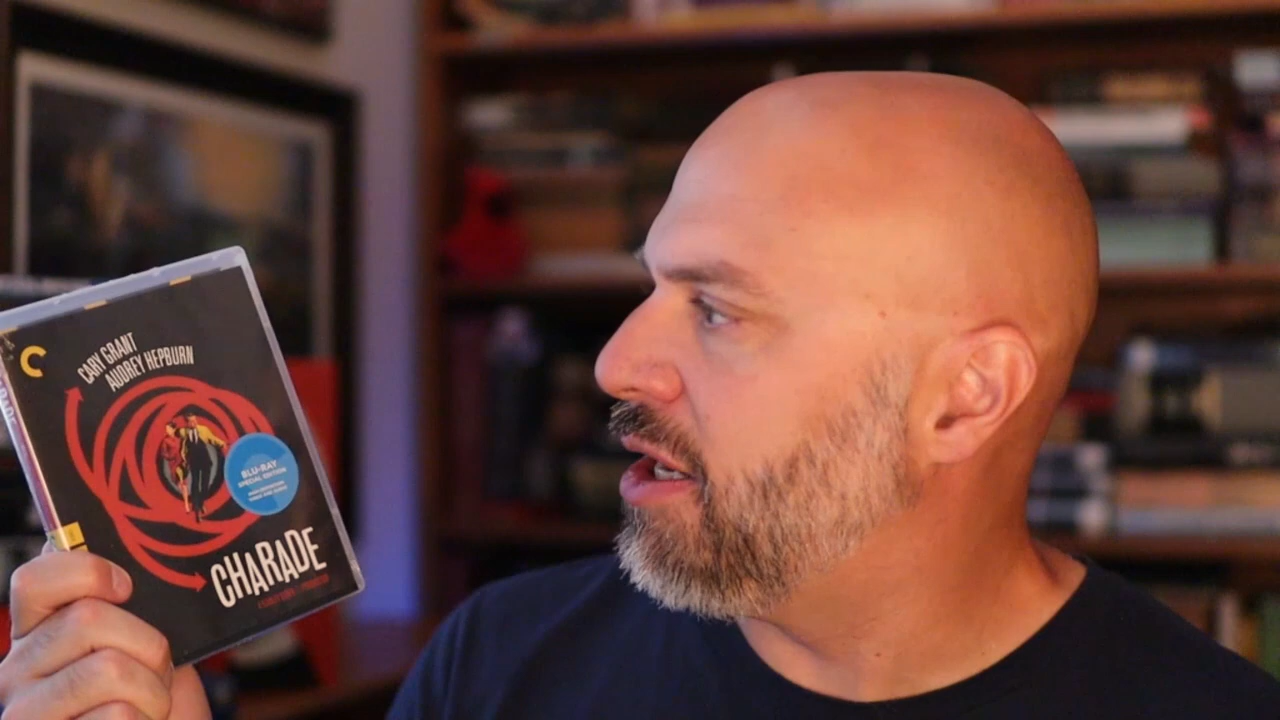 CARY GRANT
AUDREY HEPBURN
BLU-RAY
SPECIAL EDITION
CHARADE